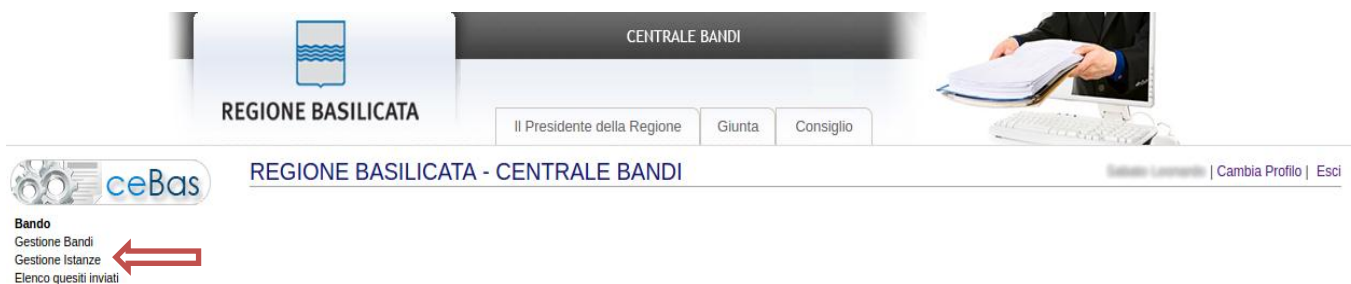 CENTRALE BANDI
REGIONE BASILICATA
Il Presidente della Regione
Giunta
Consiglio
ceBas
REGIONE BASILICATA - CENTRALE BANDI
| Cambia Profilo | Esci
Bando
Gestione Bandi
Gestione Istanze
Elenco quesiti inviati